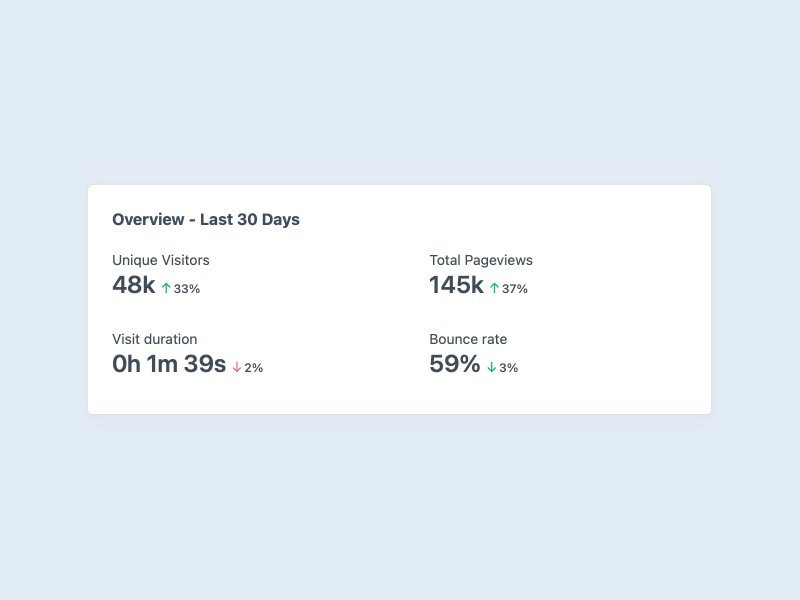 Overview - Last 30 Days
Unique Visitors
48k ↑ 33%
Total Pageviews
145k ↑ 37%
Visit duration
0h 1m 39s ↓ 2%
Bounce rate
59% ↓ 3%